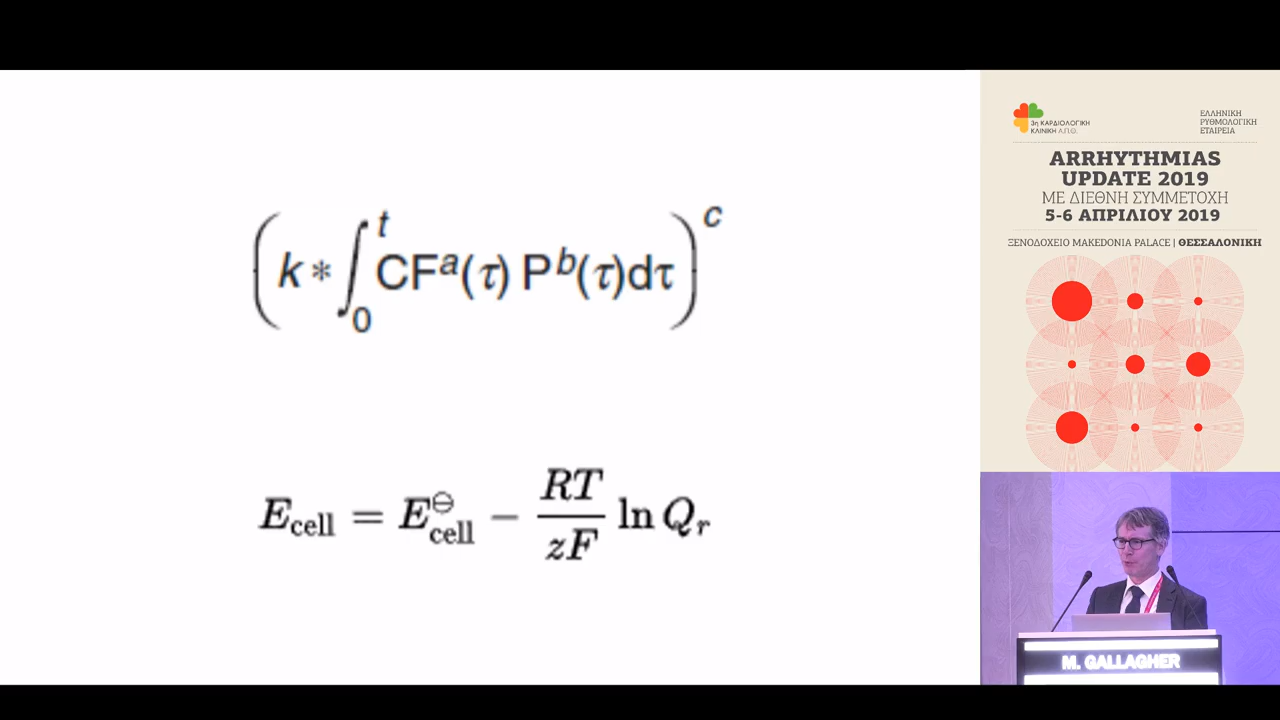 (k * ∫₀ᵗ CFᵃ(τ) Pᵇ(τ)dτ)ᶜ
E_cell = E^⊖_cell − RT/zF ln Q_r
3η ΚΑΡΔΙΟΛΟΓΙΚΗ
ΚΛΙΝΙΚΗ Α.Π.Θ.
ΕΛΛΗΝΙΚΗ
ΡΥΘΜΟΛΟΓΙΚΗ
ΕΤΑΙΡΕΙΑ
ARRHYTHMIAS
UPDATE 2019
ΜΕ ΔΙΕΘΝΗ ΣΥΜΜΕΤΟΧΗ
5-6 ΑΠΡΙΛΙΟΥ 2019
ΞΕΝΟΔΟΧΕΙΟ MAKEDONIA PALACE | ΘΕΣΣΑΛΟΝΙΚΗ
M. GALLAGHER